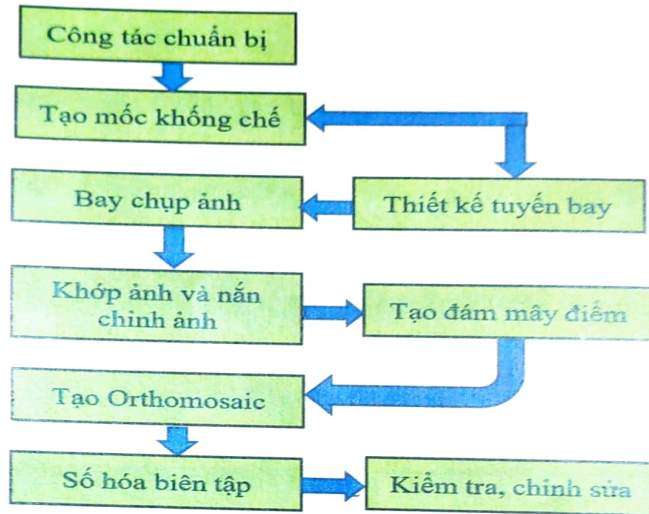 Công tác chuẩn bị
Tạo mốc khống chế
Bay chụp ảnh
Thiết kế tuyến bay
Khớp ảnh và nắn
chỉnh ảnh
Tạo đám mây điểm
Tạo Orthomosaic
Số hóa biên tập
Kiểm tra, chỉnh sửa